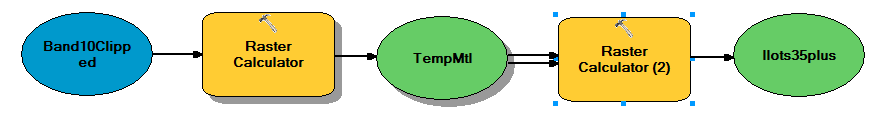 Band10Clipp
ed
Raster
Calculator
TempMtl
Raster
Calculator (2)
Ilots35plus